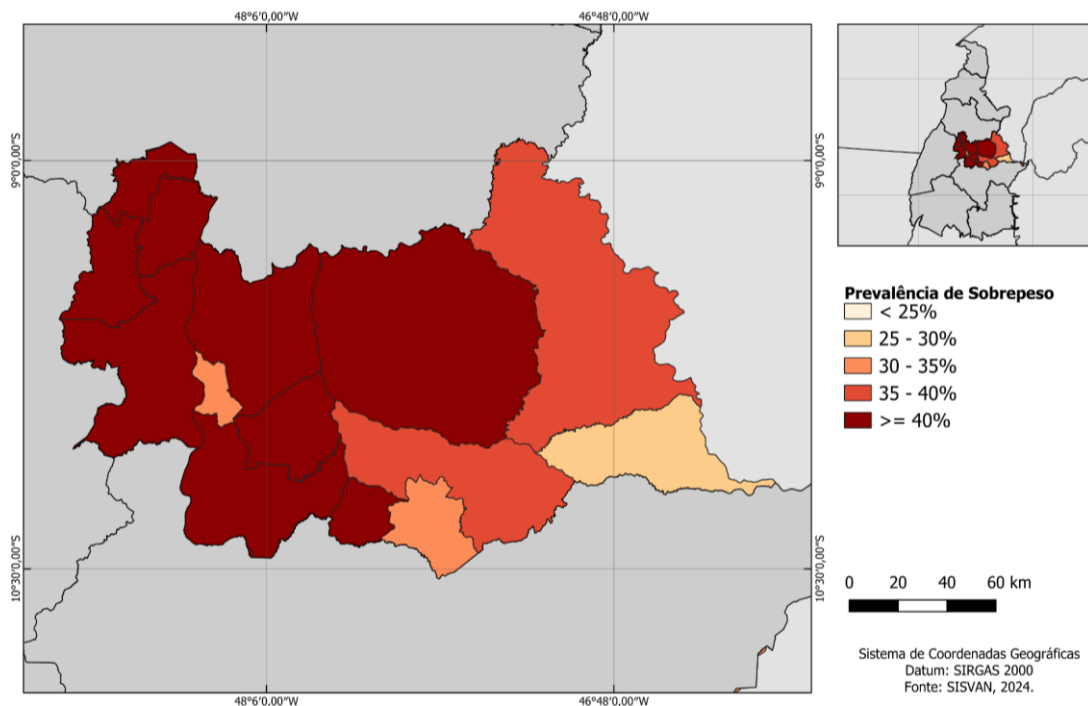 48°6′0,00″W
46°48′0,00″W
9°0′0,00″S
9°0′0,00″S
10°30′0,00″S
10°30′0,00″S
48°6′0,00″W
46°48′0,00″W
Prevalência de Sobrepeso
< 25%
25 - 30%
30 - 35%
35 - 40%
>= 40%
0 20 40 60 km
Sistema de Coordenadas Geográficas
Datum: SIRGAS 2000
Fonte: SISVAN, 2024.